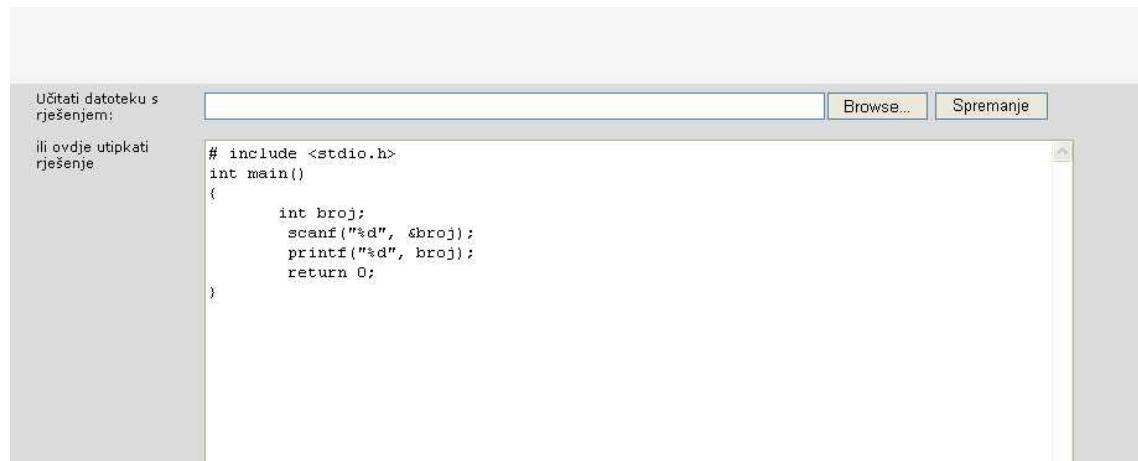 Učitati datoteku s
rješenjem:
Browse...
Spremanje
ili ovdje utipkati
rješenje
# include <stdio.h>
int main()
{
int broj;
scanf("%d", &broj);
printf("%d", broj);
return 0;
}